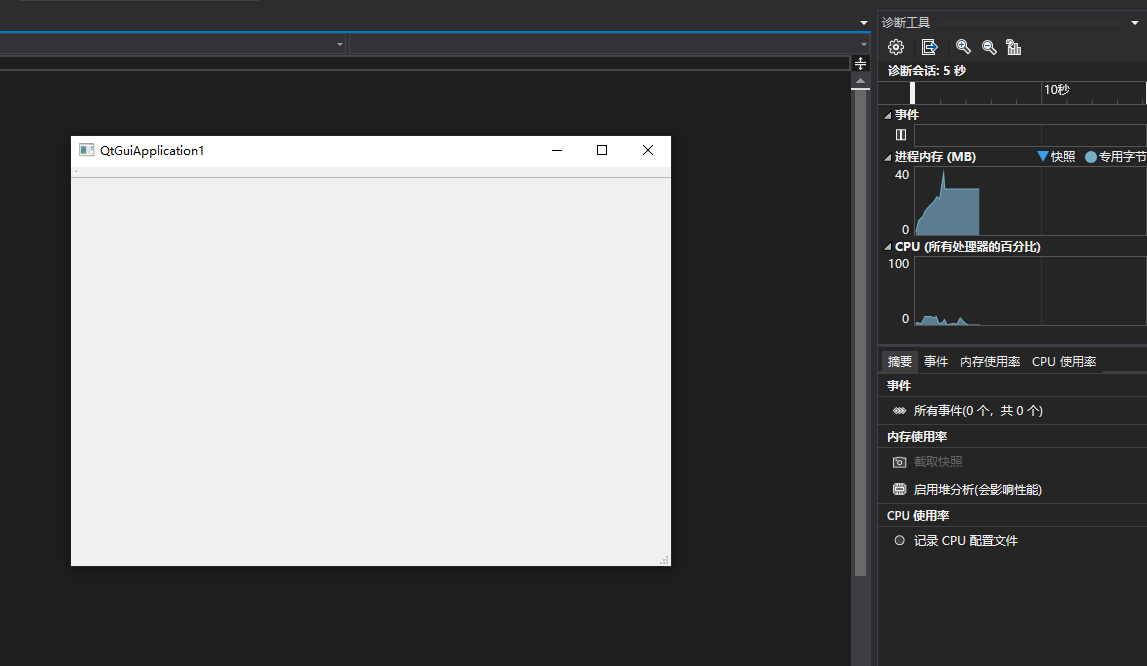 诊断工具
诊断会话: 5 秒
10秒
事件
进程内存 (MB)
快照
专用字节
40
0
CPU (所有处理器的百分比)
100
0
摘要 事件 内存使用率 CPU 使用率
事件
所有事件(0 个，共 0 个)
内存使用率
截取快照
启用堆分析(会影响性能)
CPU 使用率
记录 CPU 配置文件
QtGuiApplication1